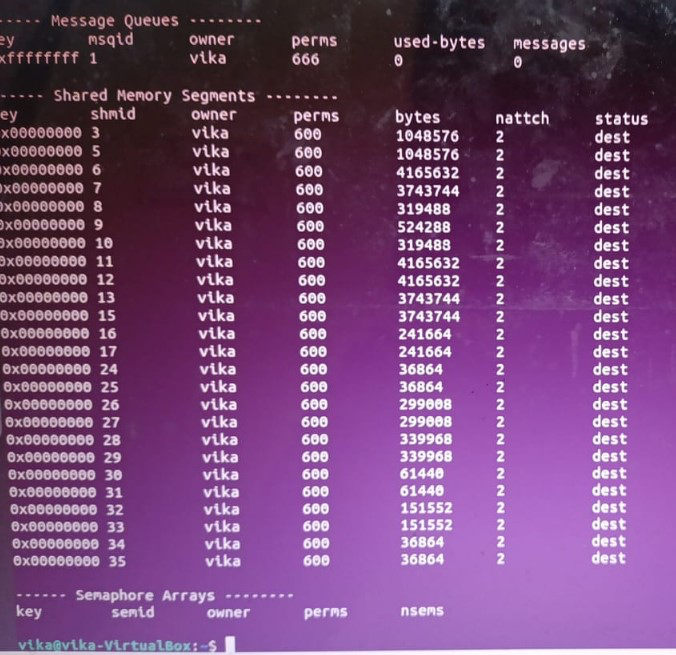 ----- Message Queues --------
ey msqid owner perms used-bytes messages
xffffffff 1 vika 666 0 0
----- Shared Memory Segments --------
ey shmid owner perms bytes nattch status
x00000000 3 vika 600 1048576 2 dest
x00000000 5 vika 600 1048576 2 dest
x00000000 6 vika 600 4165632 2 dest
x00000000 7 vika 600 3743744 2 dest
x00000000 8 vika 600 319488 2 dest
x00000000 9 vika 600 524288 2 dest
0x00000000 10 vika 600 319488 2 dest
0x00000000 11 vika 600 4165632 2 dest
0x00000000 12 vika 600 4165632 2 dest
0x00000000 13 vika 600 3743744 2 dest
0x00000000 15 vika 600 3743744 2 dest
0x00000000 16 vika 600 241664 2 dest
0x00000000 17 vika 600 241664 2 dest
0x00000000 24 vika 600 36864 2 dest
0x00000000 25 vika 600 36864 2 dest
0x00000000 26 vika 600 299008 2 dest
0x00000000 27 vika 600 299008 2 dest
0x00000000 28 vika 600 339968 2 dest
0x00000000 29 vika 600 339968 2 dest
0x00000000 30 vika 600 61440 2 dest
0x00000000 31 vika 600 61440 2 dest
0x00000000 32 vika 600 151552 2 dest
0x00000000 33 vika 600 151552 2 dest
0x00000000 34 vika 600 36864 2 dest
0x00000000 35 vika 600 36864 2 dest
------ Semaphore Arrays --------
key semid owner perms nsems
vika@vika-VirtualBox:~$